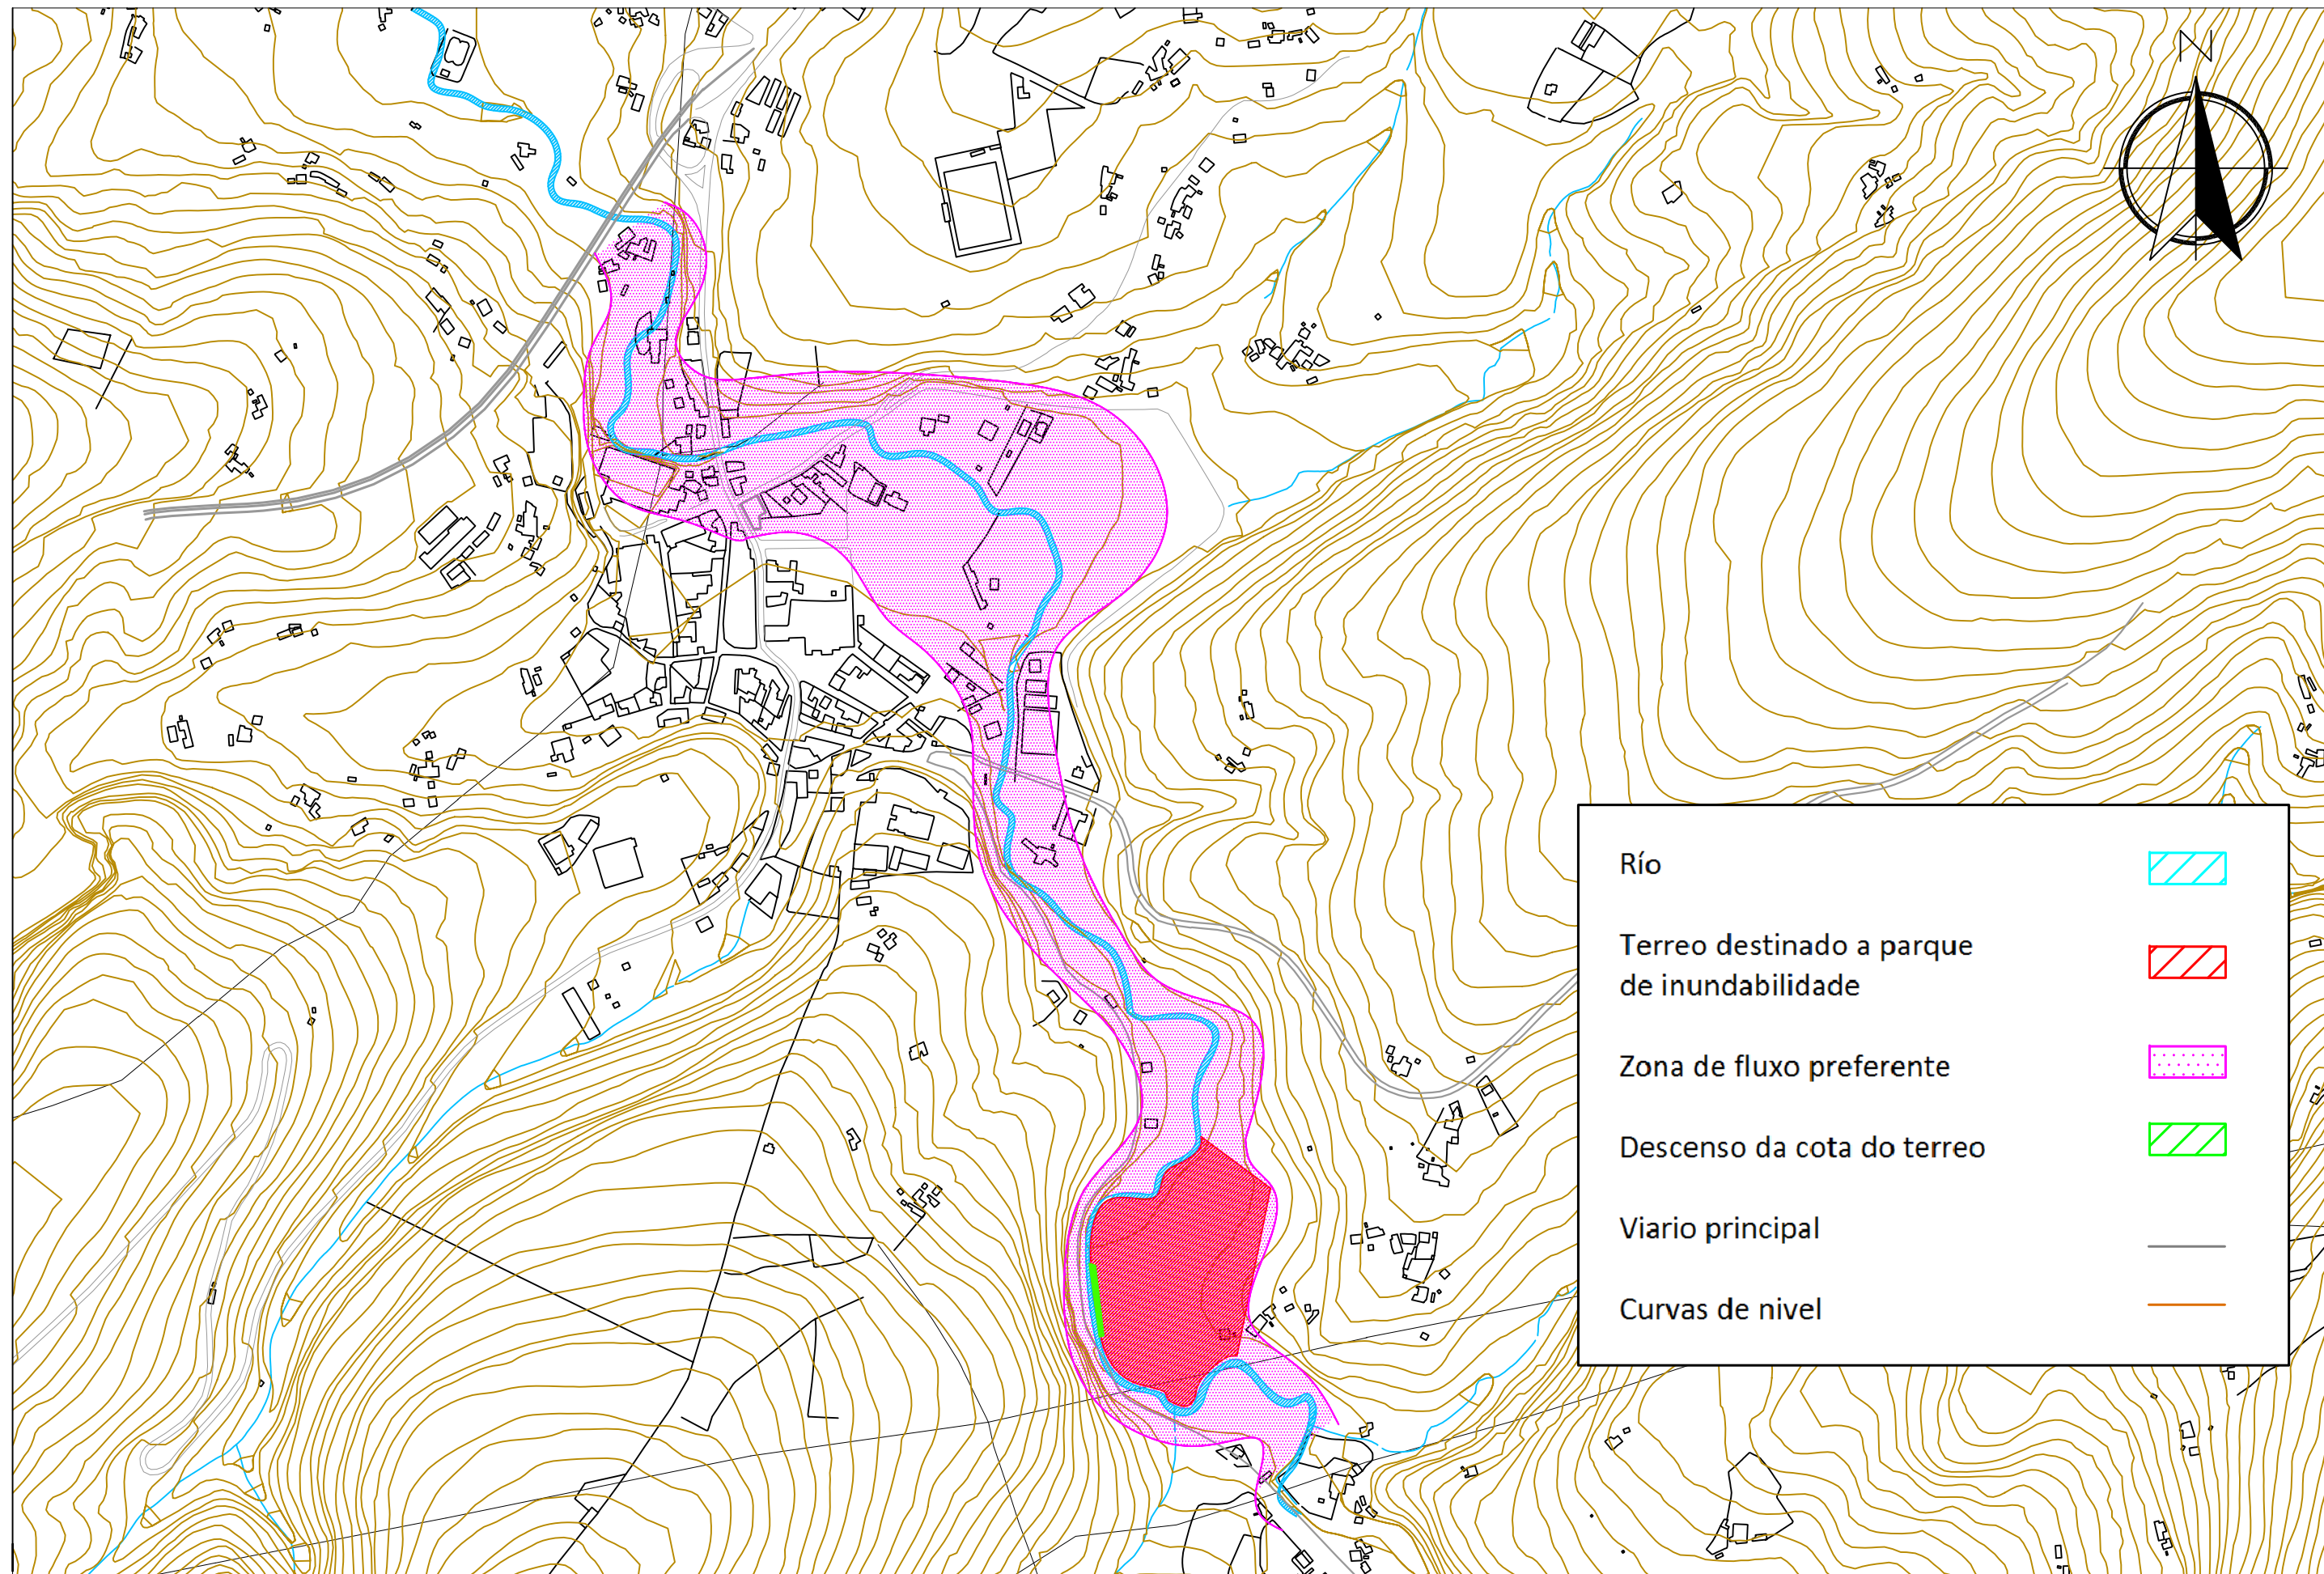 N
Río
Terreo destinado a parque
de inundabilidade
Zona de fluxo preferente
Descenso da cota do terreo
Viario principal
Curvas de nivel